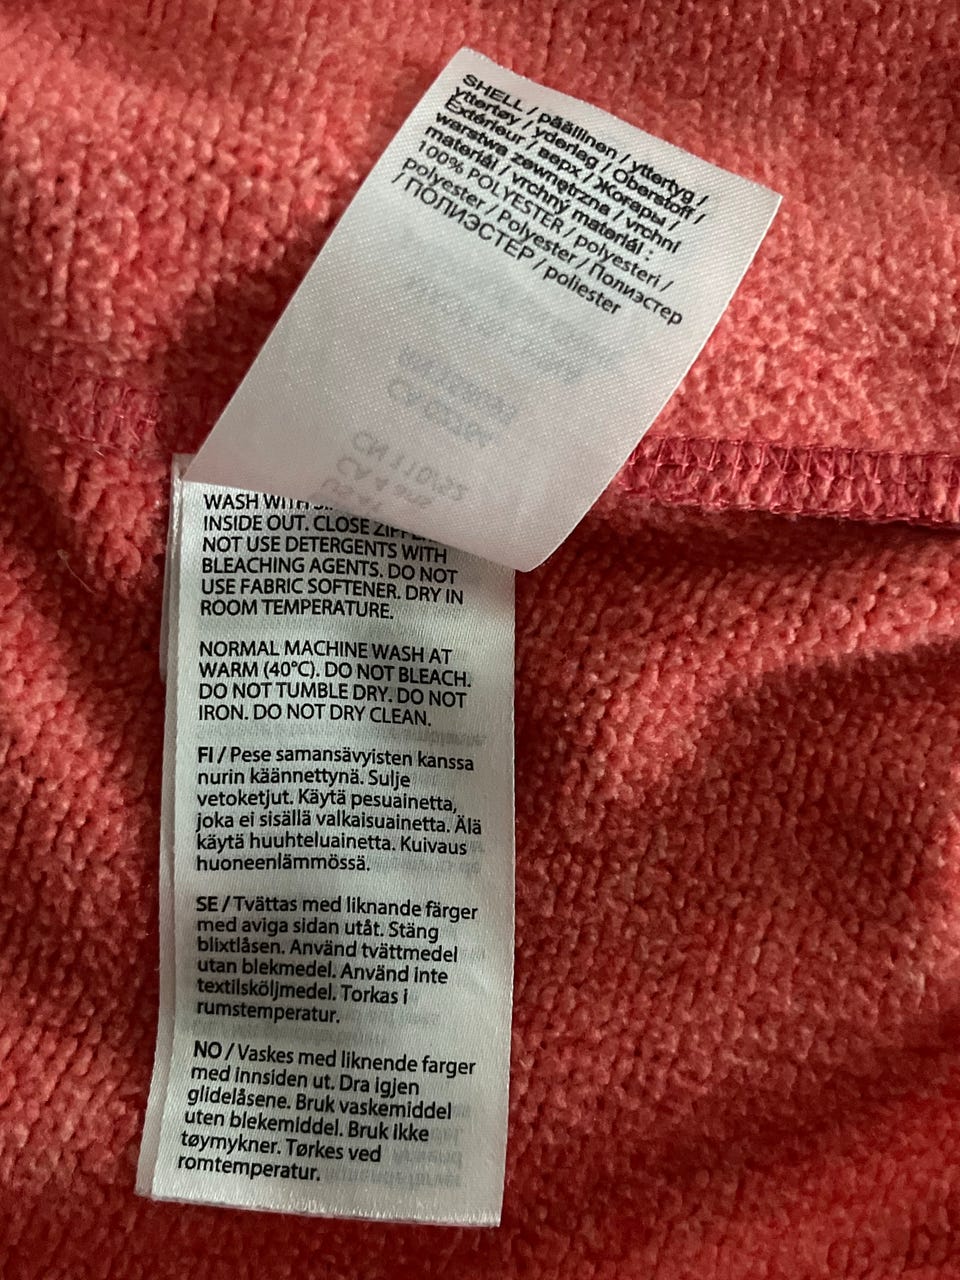 SHELL / päällinen / yttertyg /
yttertøy / yderlag / Oberstoff /
Extérieur / верх / Жоғарғы /
warstwa zewnętrzna / vrchní
materiál / vrchný materiál :
100% POLYESTER / polyesteri /
polyester / Polyester / Полиэстер
/ ПОЛИЭСТЕР / poliester
WASH WITH
INSIDE OUT. CLOSE
NOT USE DETERGENTS WITH
BLEACHING AGENTS. DO NOT
USE FABRIC SOFTENER. DRY IN
ROOM TEMPERATURE.
NORMAL MACHINE WASH AT
WARM (40°C). DO NOT BLEACH.
DO NOT TUMBLE DRY. DO NOT
IRON. DO NOT DRY CLEAN.
FI / Pese samansävyisten kanssa
nurin käännettynä. Sulje
vetoketjut. Käytä pesuainetta,
joka ei sisällä valkaisuainetta. Älä
käytä huuhteluainetta. Kuivaus
huoneenlämmössä.
SE / Tvättas med liknande färger
med aviga sidan utåt. Stäng
blixtlåsen. Använd tvättmedel
utan blekmedel. Använd inte
textilsköljmedel. Torkas i
rumstemperatur.
NO / Vaskes med liknende farger
med innsiden ut. Dra igjen
glidelåsene. Bruk vaskemiddel
uten blekemiddel. Bruk ikke
tøymykner. Tørkes ved
romtemperatur.